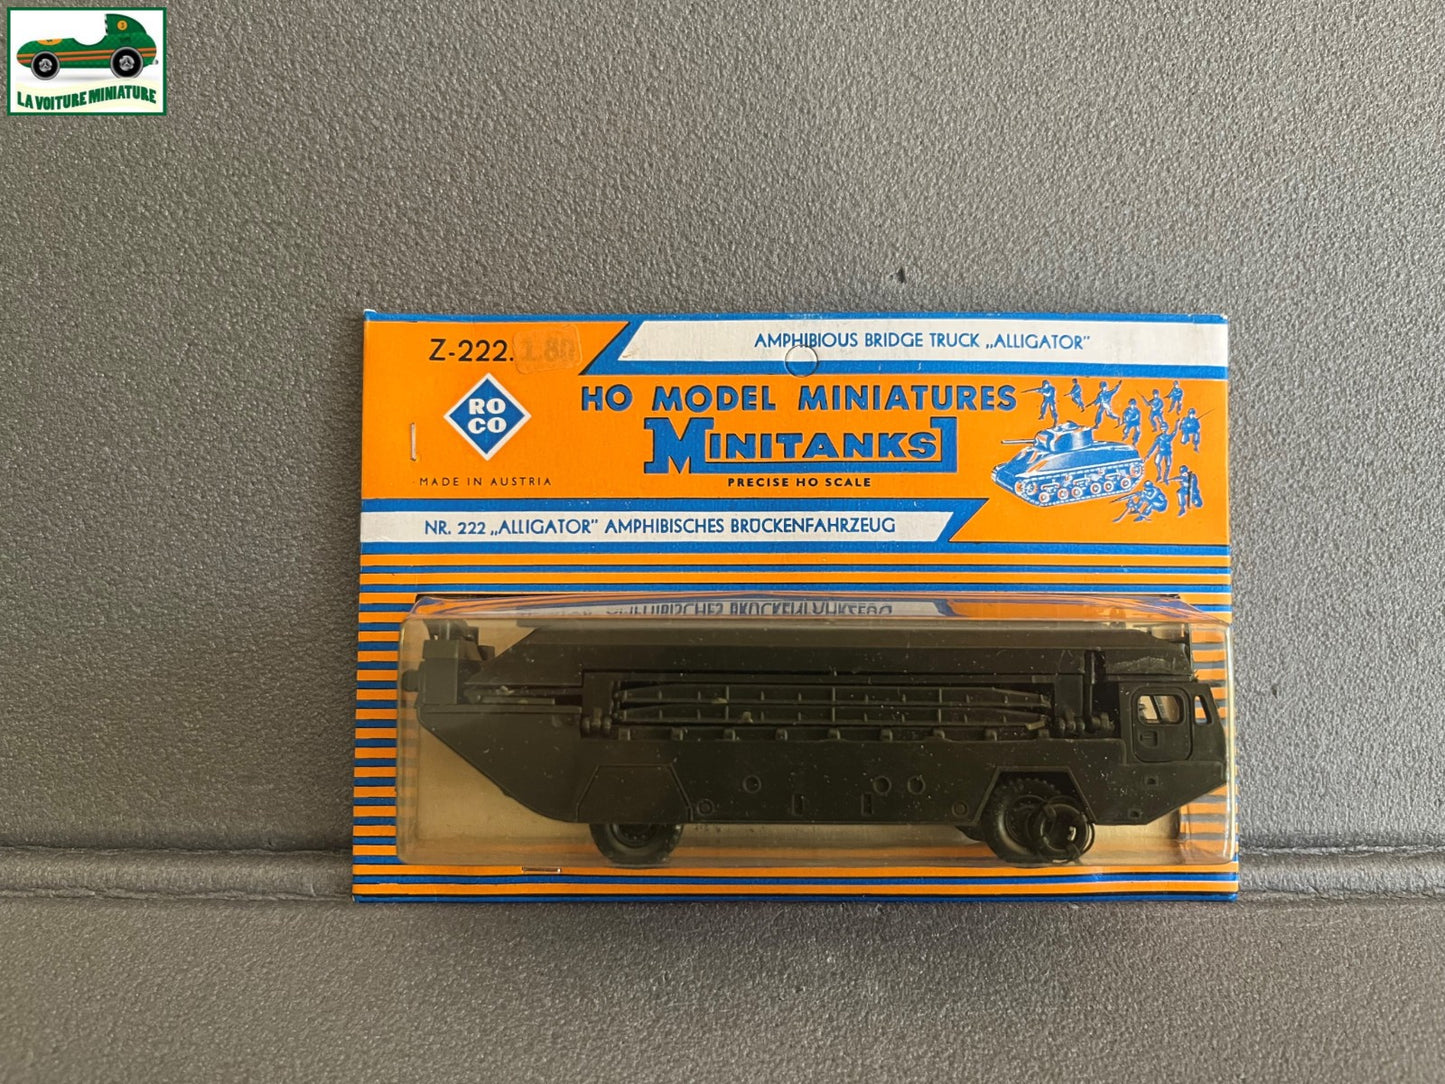 LA VOITURE MINIATURE
Z-222. 1.80
AMPHIBIOUS BRIDGE TRUCK „ALLIGATOR"
RO
CO
HO MODEL MINIATURES
MINITANKS
PRECISE HO SCALE
MADE IN AUSTRIA
NR. 222 „ALLIGATOR" AMPHIBISCHES BRÜCKENFAHRZEUG